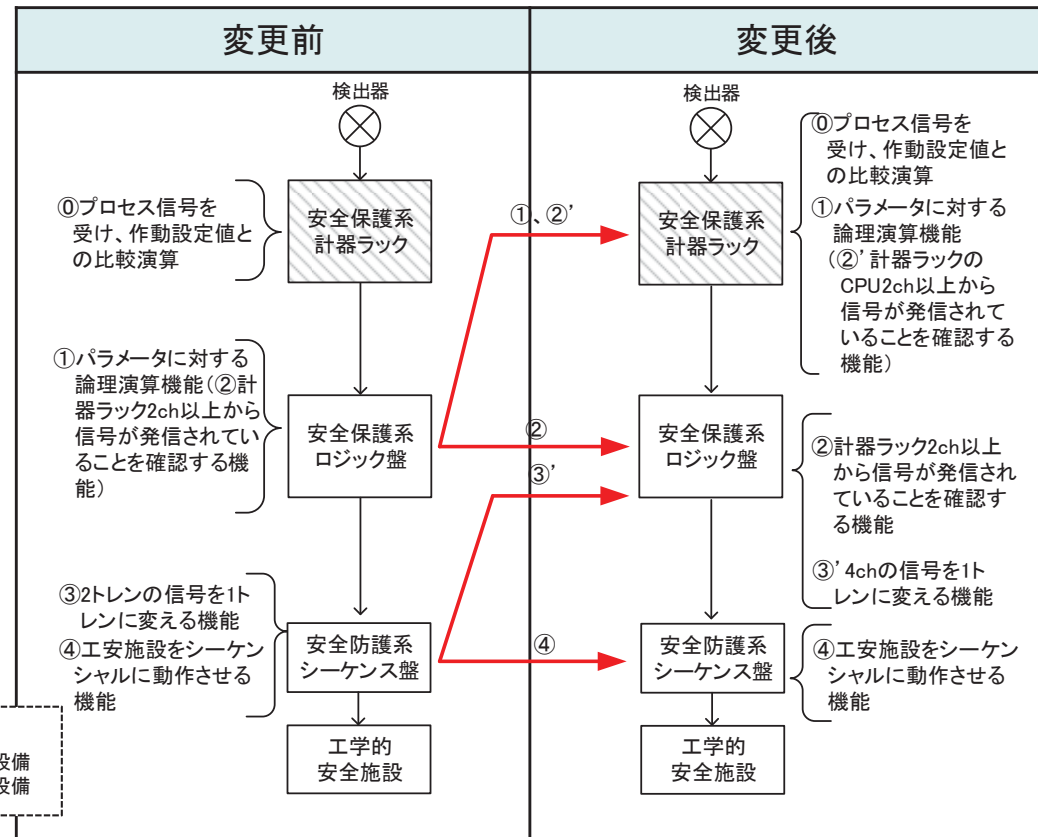 変更前
検出器
⓪プロセス信号を
受け、作動設定値と
の比較演算
安全保護系
計器ラック
①パラメータに対する
論理演算機能(②計
器ラック2ch以上から
信号が発信されてい
ることを確認する機
能)
安全保護系
ロジック盤
③2トレンの信号を1ト
レンに変える機能
④工安施設をシーケン
シャルに動作させる
機能
安全防護系
シーケンス盤
工学的
安全施設
設備
設備
①、②’
②
③’
④
変更後
検出器
安全保護系
計器ラック
⓪プロセス信号を
受け、作動設定値と
の比較演算
①パラメータに対する
論理演算機能
(②’計器ラックの
CPU2ch以上から
信号が発信されて
いることを確認する
機能)
安全保護系
ロジック盤
②計器ラック2ch以上
から信号が発信され
ていることを確認す
る機能
③’4chの信号を1ト
レンに変える機能
安全防護系
シーケンス盤
④工安施設をシーケン
シャルに動作させる
機能
工学的
安全施設